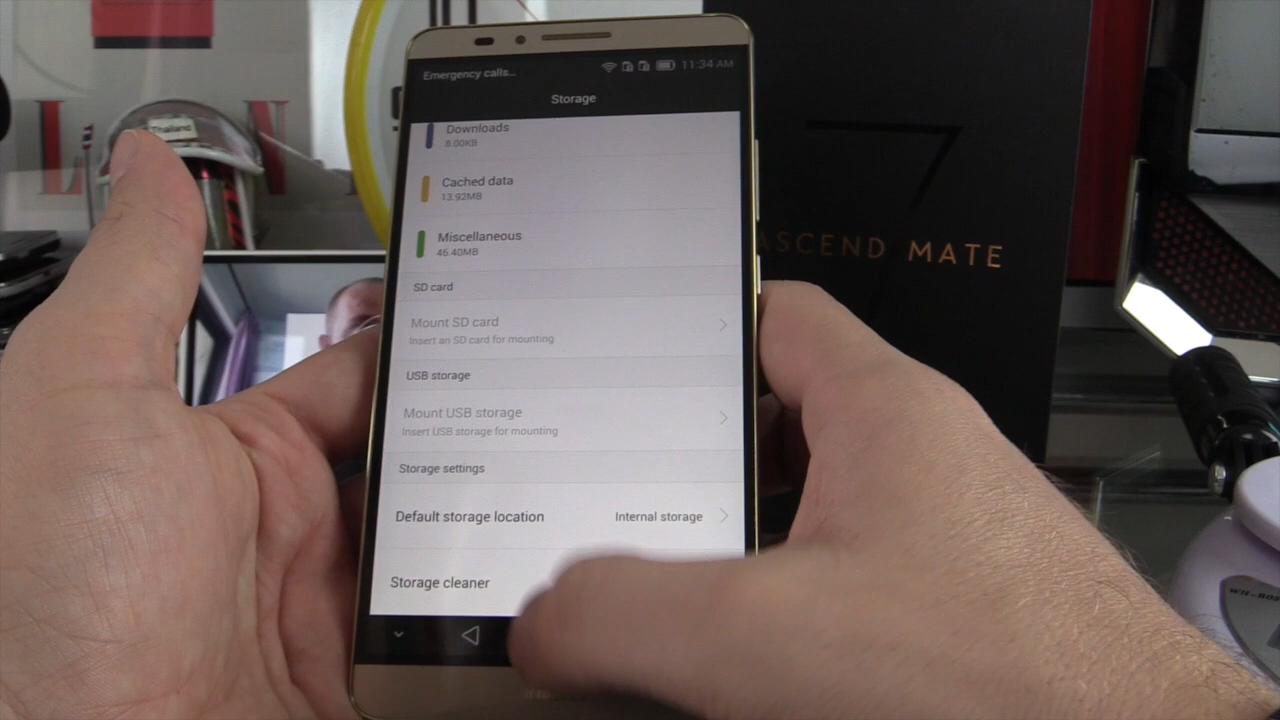 Thailand
Emergency calls...
11:34 AM
Storage
Downloads
8.00KB
Cached data
13.92MB
Miscellaneous
46.40MB
SD card
Mount SD card
Insert an SD card for mounting
USB storage
Mount USB storage
Insert USB storage for mounting
Storage settings
Default storage location
Internal storage
Storage cleaner
7
ASCEND MATE